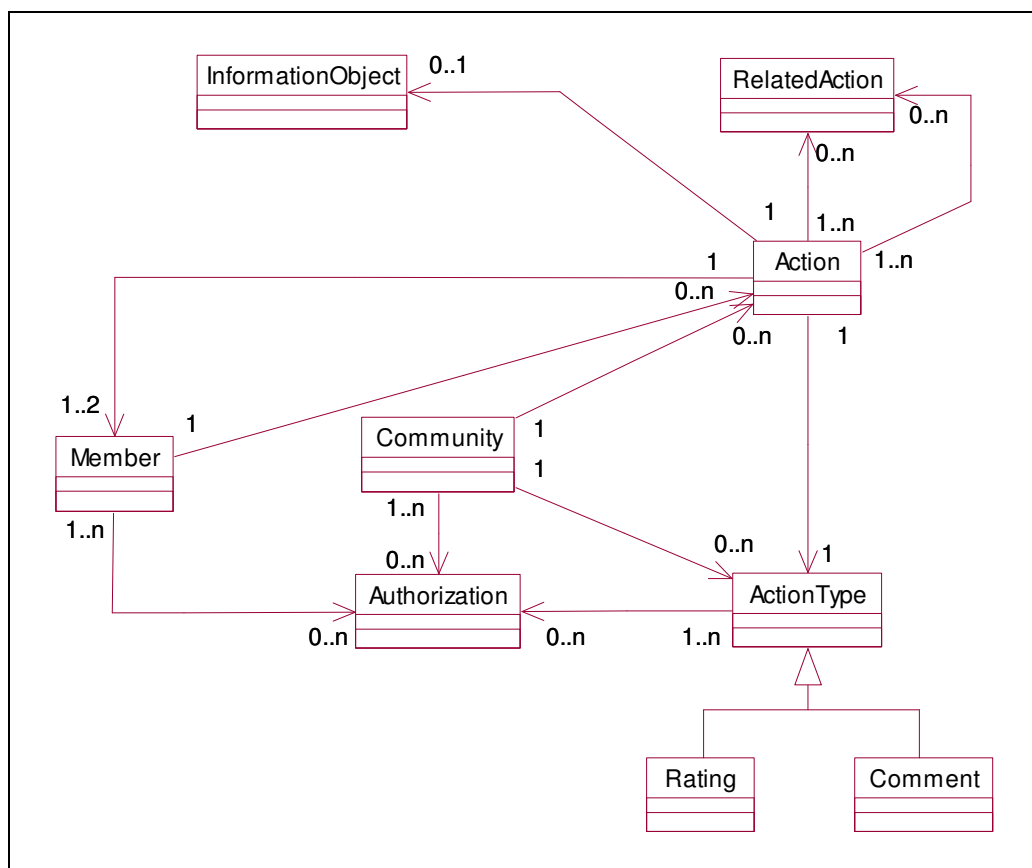 InformationObject
0..1
RelatedAction
0..n
0..n
1
1..n
Action
1..n
1
0..n
0..n
1
1..2
1
Member
Community
1
1
1..n
1..n
0..n
0..n
1
Authorization
ActionType
0..n
0..n
1..n
Rating
Comment